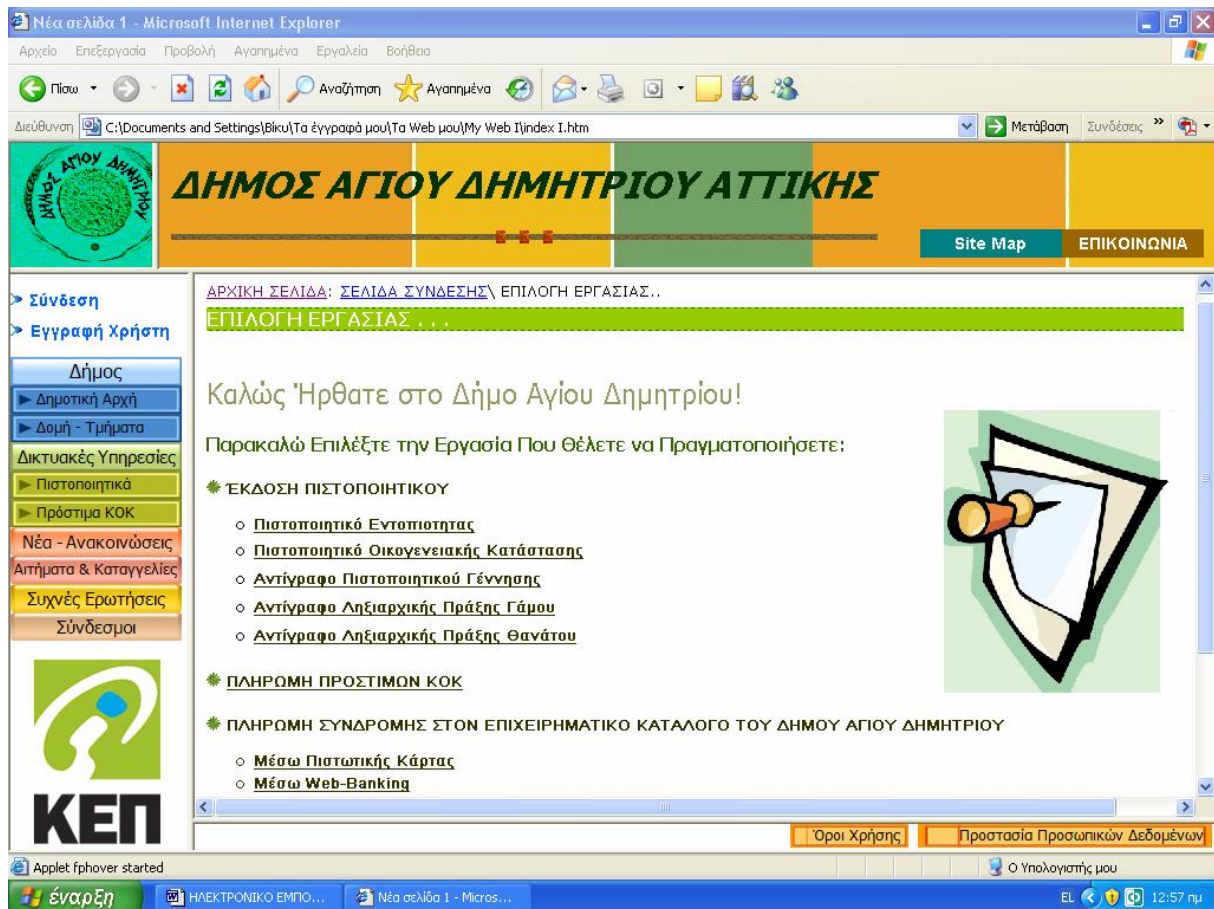 Νέα σελίδα 1 - Microsoft Internet Explorer
Αρχείο Επεξεργασία Προβολή Αγαπημένα Εργαλεία Βοήθεια
Πίσω Αναζήτηση Αγαπημένα
Διεύθυνση C:\Documents and Settings\Βίκυ\Τα έγγραφά μου\Τα Web μου\My Web I\index I.htm Μετάβαση Συνδέσεις »
ΔΗΜΟΣ ΑΓΙΟΥ ΔΗΜΗΤΡΙΟΥ
ΔΗΜΟΣ ΑΓΙΟΥ ΔΗΜΗΤΡΙΟΥ ΑΤΤΙΚΗΣ
Site Map ΕΠΙΚΟΙΝΩΝΙΑ
Σύνδεση
Εγγραφή Χρήστη
Δήμος
Δημοτική Αρχή
Δομή - Τμήματα
Δικτυακές Υπηρεσίες
Πιστοποιητικά
Πρόστιμα ΚΟΚ
Νέα - Ανακοινώσεις
Αιτήματα & Καταγγελίες
Συχνές Ερωτήσεις
Σύνδεσμοι
ΚΕΠ
ΑΡΧΙΚΗ ΣΕΛΙΔΑ: ΣΕΛΙΔΑ ΣΥΝΔΕΣΗΣ\ ΕΠΙΛΟΓΗ ΕΡΓΑΣΙΑΣ..
ΕΠΙΛΟΓΗ ΕΡΓΑΣΙΑΣ . . .
Καλώς Ήρθατε στο Δήμο Αγίου Δημητρίου!
Παρακαλώ Επιλέξτε την Εργασία Που Θέλετε να Πραγματοποιήσετε:
ΈΚΔΟΣΗ ΠΙΣΤΟΠΟΙΗΤΙΚΟΥ
Πιστοποιητικό Εντοπιοτητας
Πιστοποιητικό Οικογενειακής Κατάστασης
Αντίγραφο Πιστοποιητικού Γέννησης
Αντίγραφο Ληξιαρχικής Πράξης Γάμου
Αντίγραφο Ληξιαρχικής Πράξης Θανάτου
ΠΛΗΡΩΜΗ ΠΡΟΣΤΙΜΩΝ ΚΟΚ
ΠΛΗΡΩΜΗ ΣΥΝΔΡΟΜΗΣ ΣΤΟΝ ΕΠΙΧΕΙΡΗΜΑΤΙΚΟ ΚΑΤΑΛΟΓΟ ΤΟΥ ΔΗΜΟΥ ΑΓΙΟΥ ΔΗΜΗΤΡΙΟΥ
Μέσω Πιστωτικής Κάρτας
Μέσω Web-Banking
Όροι Χρήσης Προστασία Προσωπικών Δεδομένων
Applet fphover started Ο Υπολογιστής μου
έναρξη ΗΛΕΚΤΡΟΝΙΚΟ ΕΜΠΟ... Νέα σελίδα 1 - Micros... EL 12:57 πμ